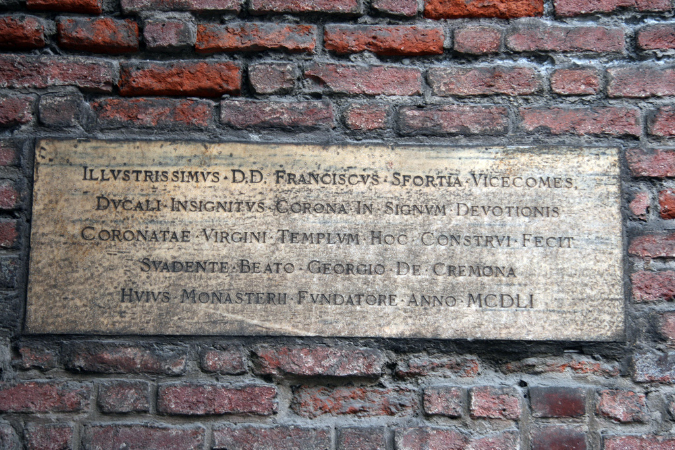 ILLVSTRISSIMVS · D.D. FRANCISCVS · SFORTIA · VICECOMES,
DVCALI · INSIGNITVS · CORONA · IN · SIGNVM · DEVOTIONIS
CORONATAE · VIRGINI · TEMPLVM · HOC · CONSTRVI · FECIT
SVADENTE · BEATO · GEORGIO · DE · CREMONA
HVIVS · MONASTERII · FVNDATORE · ANNO · MCDLI